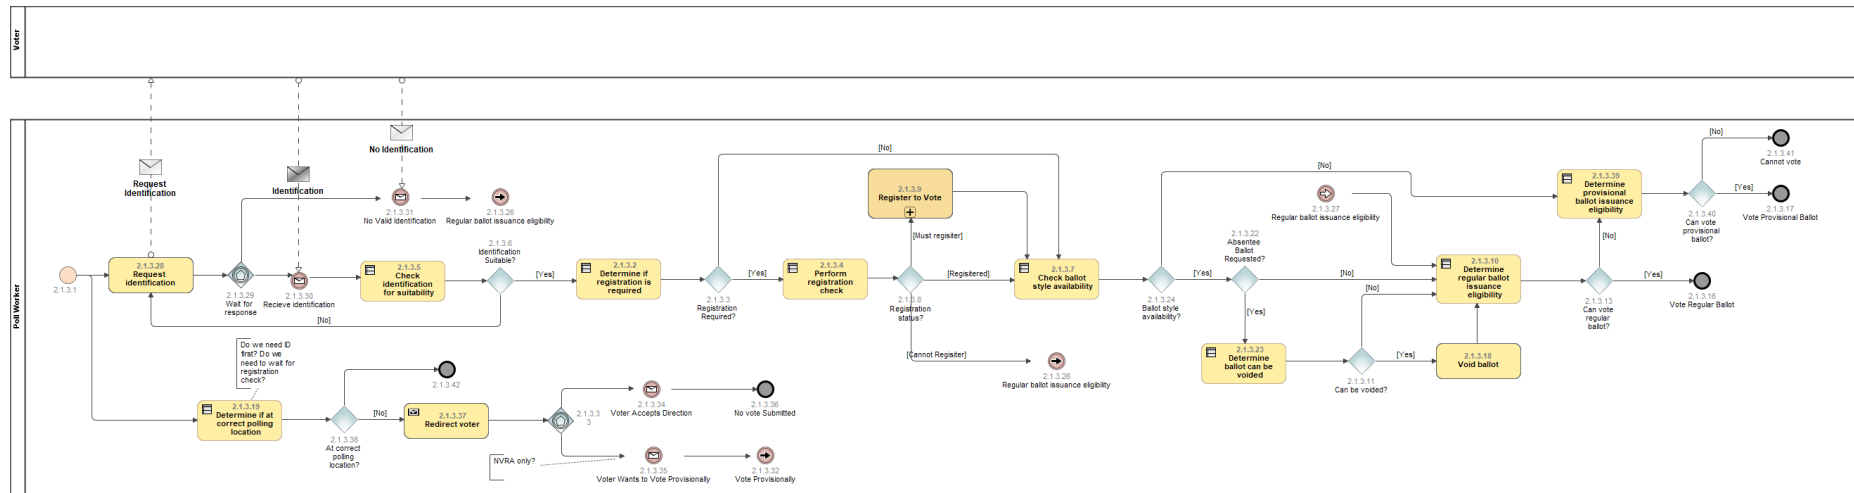 Voter
Poll Worker
Request
Identification
Identification
No Identification
2.1.3.1
2.1.3.28
Request
identification
2.1.3.29
Wait for
response
2.1.3.31
No Valid Identification
2.1.3.26
Regular ballot issuance eligibility
2.1.3.30
Recieve identification
2.1.3.5
Check
identification
for suitability
2.1.3.6
Identification
Suitable?
[Yes]
[No]
2.1.3.2
Determine if
registration is
required
2.1.3.3
Registration
Required?
[No]
[Yes]
2.1.3.4
Perform
registration
check
2.1.3.8
Registration
status?
[Must regisiter]
[Regisitered]
[Cannot Regisiter]
2.1.3.9
Register to Vote
2.1.3.26
Regular ballot issuance eligibility
2.1.3.7
Check ballot
style availability
2.1.3.24
Ballot style
availability?
[Yes]
[No]
2.1.3.22
Absentee
Ballot
Requested?
[No]
[Yes]
2.1.3.27
Regular ballot issuance eligibility
2.1.3.23
Determine
ballot can be
voided
2.1.3.11
Can be voided?
[No]
[Yes]
2.1.3.18
Void ballot
2.1.3.10
Determine
regular ballot
issuance
eligibility
2.1.3.13
Can vote
regular
ballot?
[No]
[Yes]
2.1.3.16
Vote Regular Ballot
2.1.3.39
Determine
provisional
ballot issuance
eligibility
2.1.3.40
Can vote
provisional
ballot?
[No]
[Yes]
2.1.3.41
Cannot vote
2.1.3.17
Vote Provisional Ballot
Do we need ID
first? Do we
need to wait for
registration
check?
2.1.3.19
Determine if at
correct polling
location
2.1.3.38
At correct
polling
location?
2.1.3.42
[No]
2.1.3.37
Redirect voter
2.1.3.3
3
2.1.3.34
Voter Accepts Direction
2.1.3.36
No vote Submitted
NVRA only?
2.1.3.35
Voter Wants to Vote Provisionally
2.1.3.32
Vote Provisionally